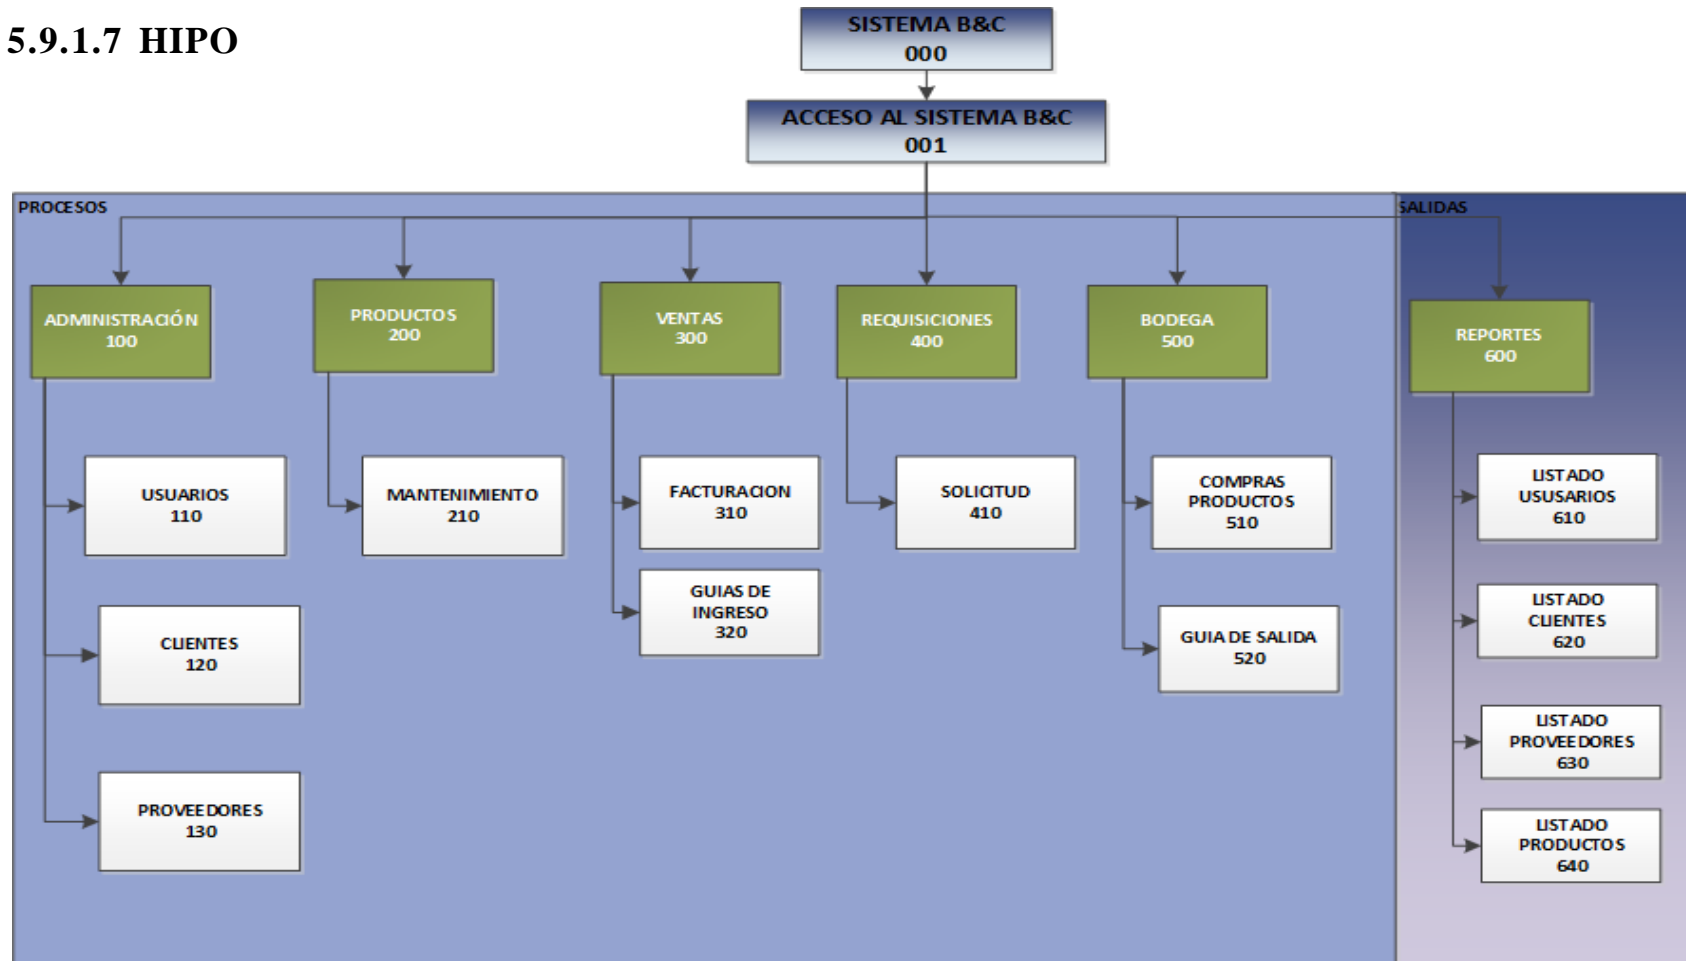 5.9.1.7 HIPO
SISTEMA B&C
000
ACCESO AL SISTEMA B&C
001
PROCESOS
SALIDAS
ADMINISTRACIÓN
100
PRODUCTOS
200
VENTAS
300
REQUISICIONES
400
BODEGA
500
REPORTES
600
USUARIOS
110
MANTENIMIENTO
210
FACTURACION
310
SOLICITUD
410
COMPRAS
PRODUCTOS
510
LISTADO
USUSARIOS
610
GUIAS DE
INGRESO
320
CLIENTES
120
GUIA DE SALIDA
520
LISTADO
CLIENTES
620
PROVEEDORES
130
LISTADO
PROVEEDORES
630
LISTADO
PRODUCTOS
640